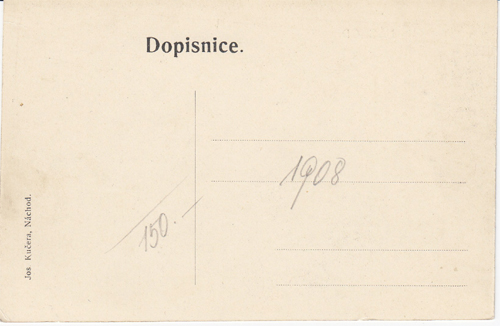 Dopisnice.
1908
150.—
Jos. Kučera, Náchod.